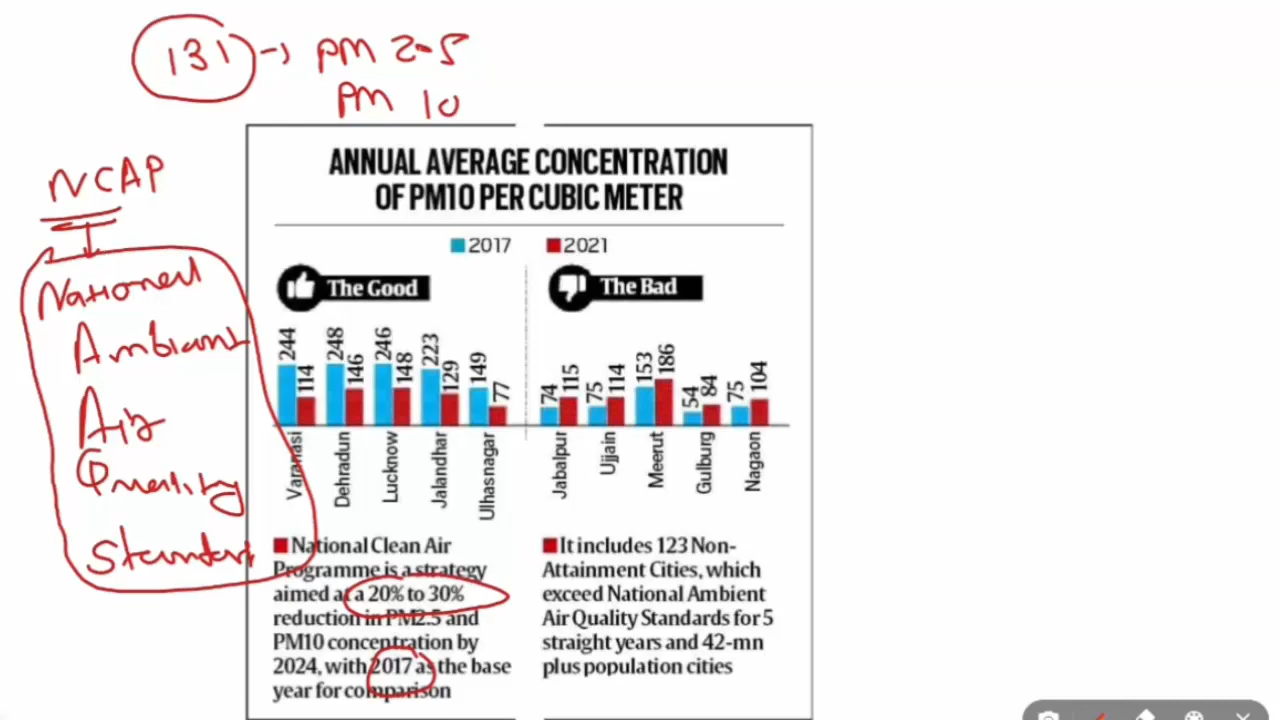 131 → PM 2.5
PM 10
NCAP
National
Ambient
Air
Quality
Standard
ANNUAL AVERAGE CONCENTRATION
OF PM10 PER CUBIC METER
2017 2021
The Good
The Bad
244 114 248 146 246 148 223 129 149 77
74 115 75 114 153 186 54 84 75 104
Varanasi Dehradun Lucknow Jalandhar Ulhasnagar
Jabalpur Ujjain Meerut Gulburg Nagaon
National Clean Air
Programme is a strategy
aimed at a 20% to 30%
reduction in PM2.5 and
PM10 concentration by
2024, with 2017 as the base
year for comparison
It includes 123 Non-
Attainment Cities, which
exceed National Ambient
Air Quality Standards for 5
straight years and 42-mn
plus population cities